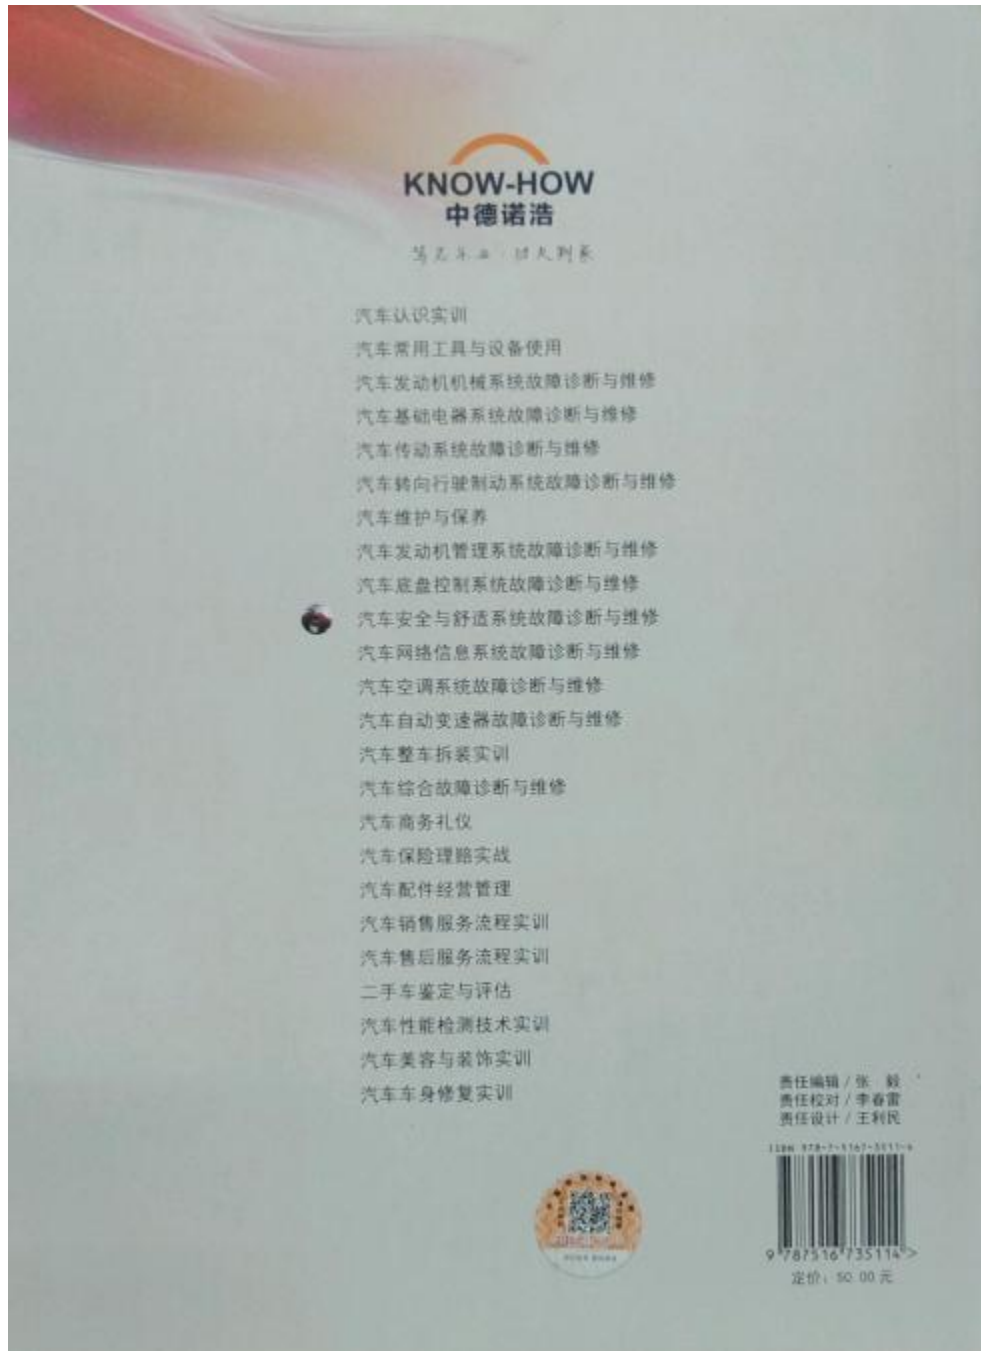 KNOW-HOW
中德诺浩
汽车认识实训
汽车常用工具与设备使用
汽车发动机机械系统故障诊断与维修
汽车基础电器系统故障诊断与维修
汽车传动系统故障诊断与维修
汽车转向行驶制动系统故障诊断与维修
汽车维护与保养
汽车发动机管理系统故障诊断与维修
汽车底盘控制系统故障诊断与维修
汽车安全与舒适系统故障诊断与维修
汽车网络信息系统故障诊断与维修
汽车空调系统故障诊断与维修
汽车自动变速器故障诊断与维修
汽车整车拆装实训
汽车综合故障诊断与维修
汽车商务礼仪
汽车保险理赔实战
汽车配件经营管理
汽车销售服务流程实训
汽车售后服务流程实训
二手车鉴定与评估
汽车性能检测技术实训
汽车美容与装饰实训
汽车车身修复实训
责任编辑 / 张　毅
责任校对 / 李春雷
责任设计 / 王利民
ISBN 978-7-5167-3511-4
9 787516 735114 >
定价：50.00元